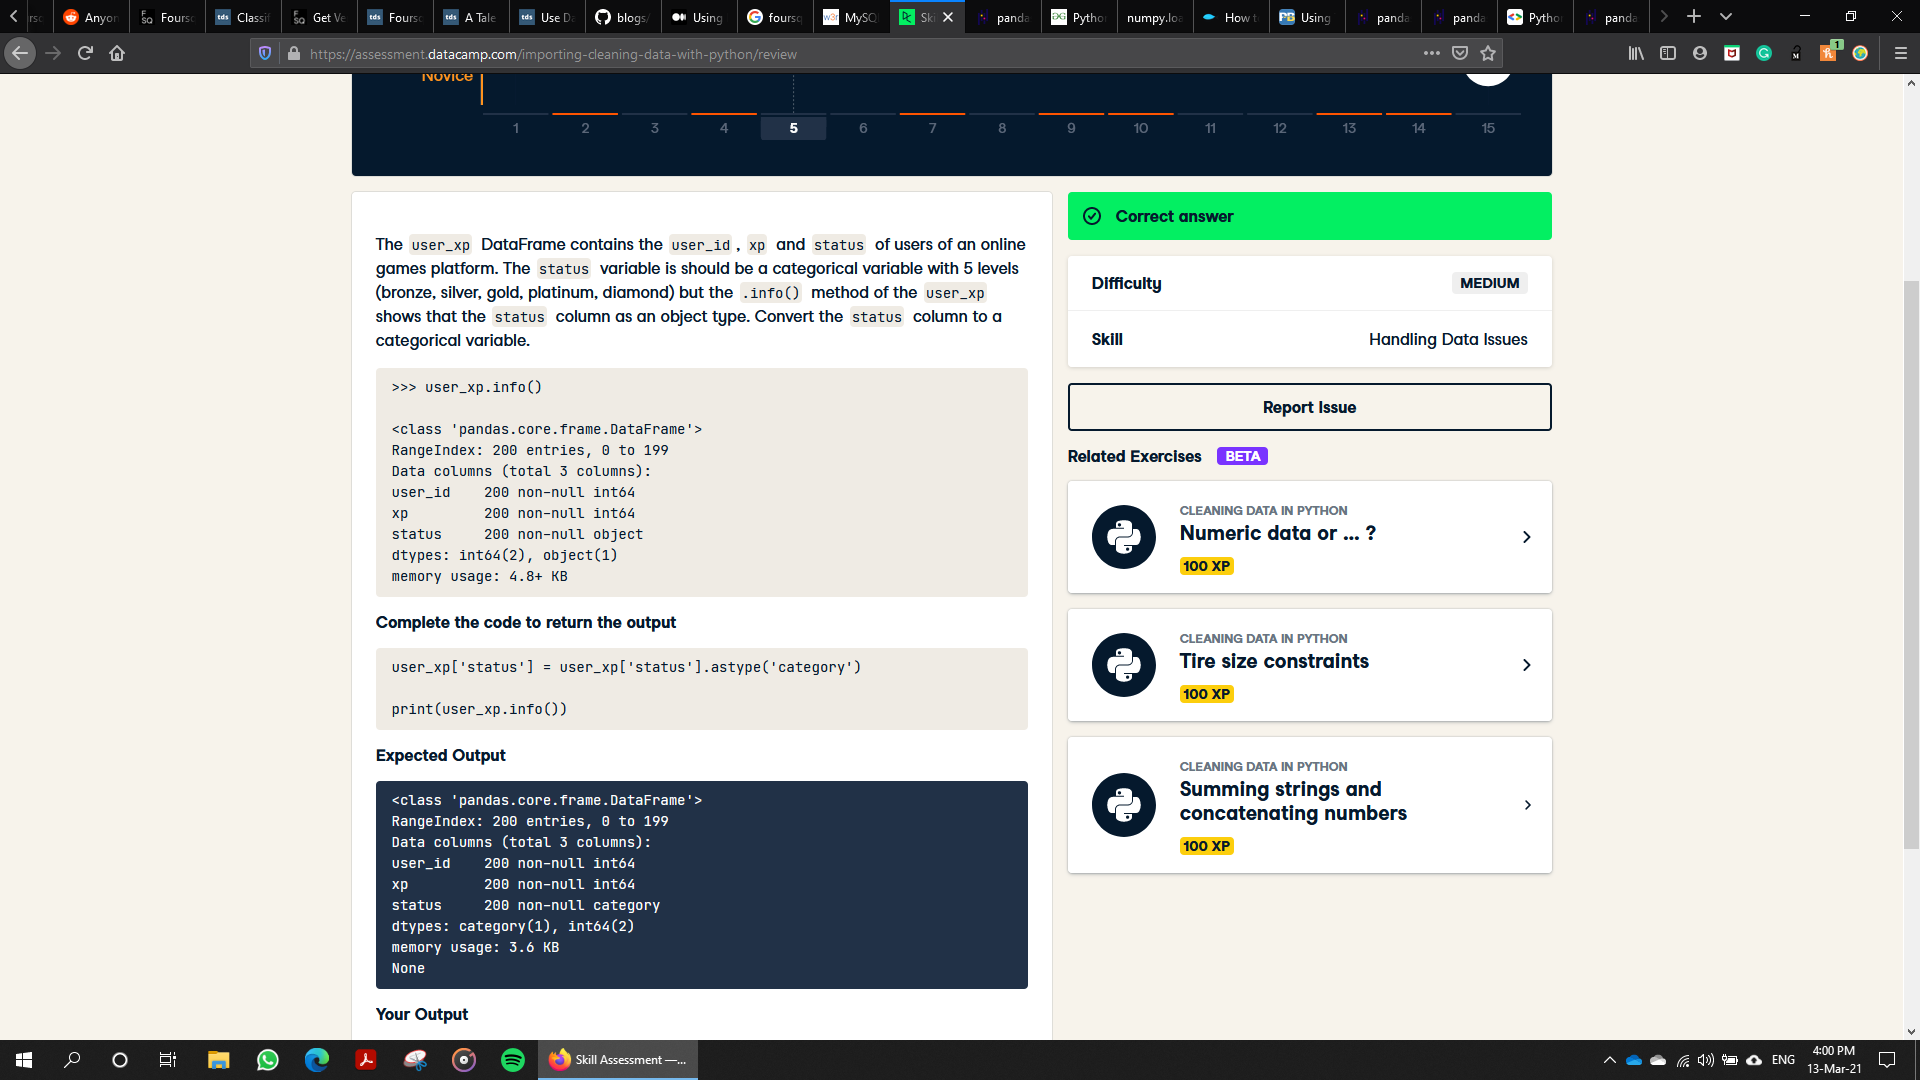 Anyon
Fours
Classif
Get Ve
Fours
A Tale
Use Da
blogs/
Using
foursq
MySQ
Ski
panda
Pytho
numpy.loa
How t
Using
panda
panda
Pytho
panda
https://assessment.datacamp.com/importing-cleaning-data-with-python/review
1
Novice
1 2 3 4 5 6 7 8 9 10 11 12 13 14 15
The user_xp DataFrame contains the user_id , xp and status of users of an online
games platform. The status variable is should be a categorical variable with 5 levels
(bronze, silver, gold, platinum, diamond) but the .info() method of the user_xp
shows that the status column as an object type. Convert the status column to a
categorical variable.
>>> user_xp.info()
<class 'pandas.core.frame.DataFrame'>
RangeIndex: 200 entries, 0 to 199
Data columns (total 3 columns):
user_id    200 non-null int64
xp         200 non-null int64
status     200 non-null object
dtypes: int64(2), object(1)
memory usage: 4.8+ KB
Complete the code to return the output
user_xp['status'] = user_xp['status'].astype('category')
print(user_xp.info())
Expected Output
<class 'pandas.core.frame.DataFrame'>
RangeIndex: 200 entries, 0 to 199
Data columns (total 3 columns):
user_id    200 non-null int64
xp         200 non-null int64
status     200 non-null category
dtypes: category(1), int64(2)
memory usage: 3.6 KB
None
Your Output
Correct answer
Difficulty MEDIUM
Skill Handling Data Issues
Report Issue
Related Exercises BETA
CLEANING DATA IN PYTHON
Numeric data or ... ?
100 XP
CLEANING DATA IN PYTHON
Tire size constraints
100 XP
CLEANING DATA IN PYTHON
Summing strings and
concatenating numbers
100 XP
Skill Assessment —...
ENG
4:00 PM
13-Mar-21